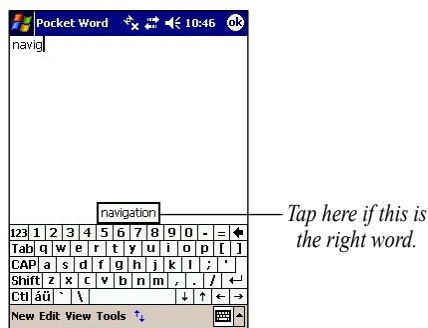 Pocket Word 10:46 ok
navig
navigation
Tap here if this is
the right word.
123 1 2 3 4 5 6 7 8 9 0 - = ←
Tab q w e r t y u i o p [ ]
CAP a s d f g h j k l ; '
Shift z x c v b n m , . / ↵
Ctl áü ` \ ↓ ↑ ← →
New Edit View Tools